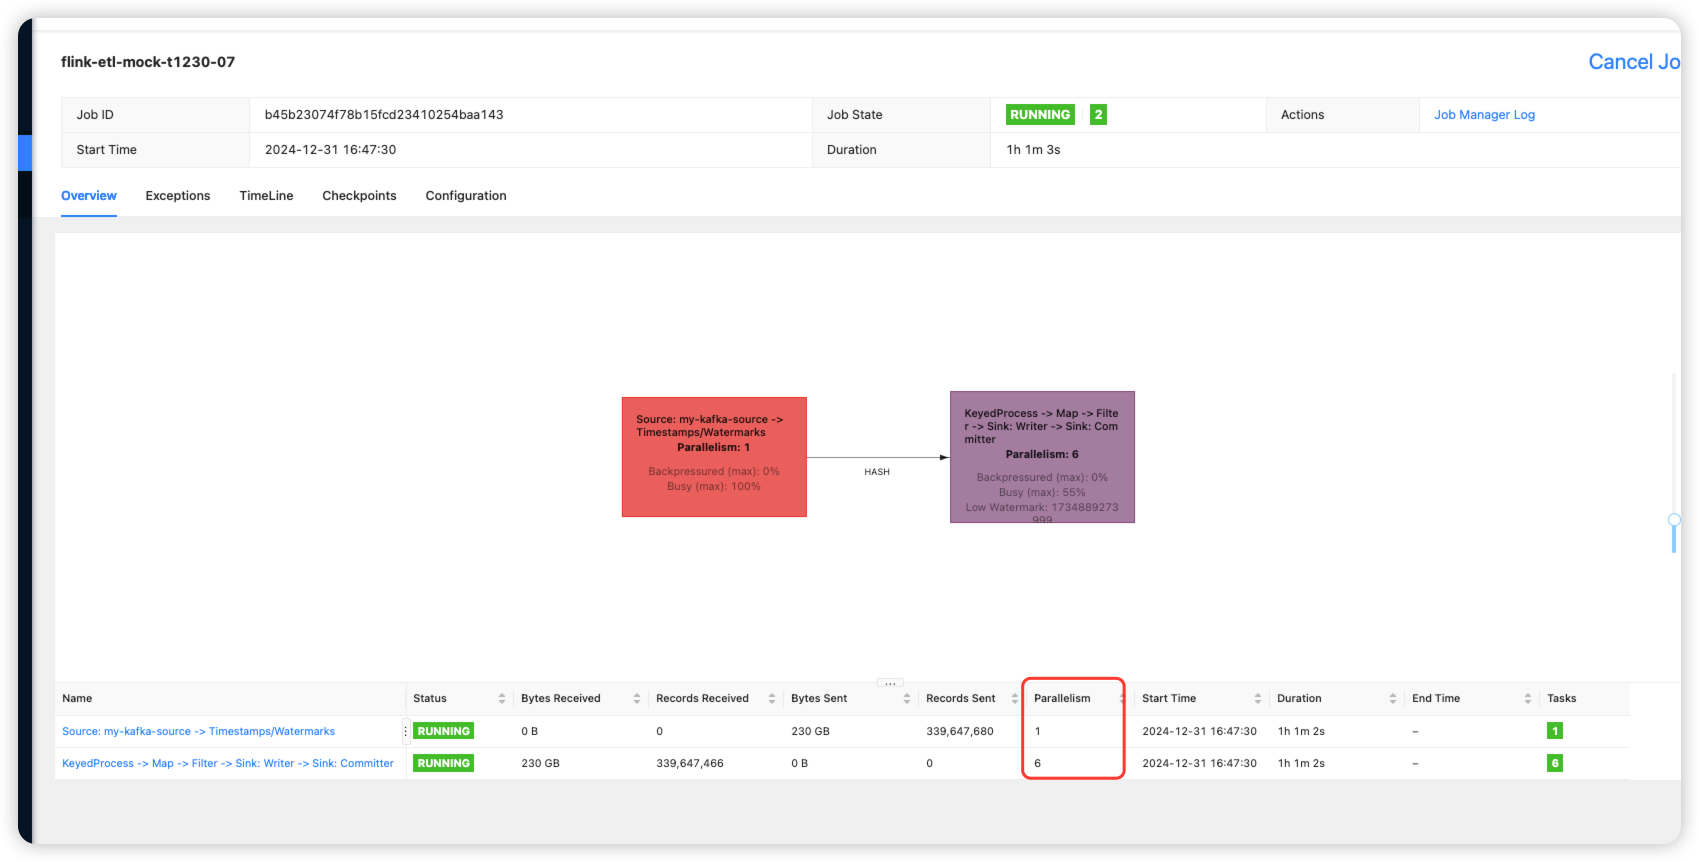 flink-etl-mock-t1230-07
Cancel Jo
Job ID b45b23074f78b15fcd23410254baa143 Job State RUNNING 2 Actions Job Manager Log
Start Time 2024-12-31 16:47:30 Duration 1h 1m 3s
Overview Exceptions TimeLine Checkpoints Configuration
Source: my-kafka-source ->
Timestamps/Watermarks
Parallelism: 1
Backpressured (max): 0%
Busy (max): 100%
HASH
KeyedProcess -> Map -> Filte
r -> Sink: Writer -> Sink: Com
mitter
Parallelism: 6
Backpressured (max): 0%
Busy (max): 55%
Low Watermark: 1734889273
999
...
Name Status Bytes Received Records Received Bytes Sent Records Sent Parallelism Start Time Duration End Time Tasks
Source: my-kafka-source -> Timestamps/Watermarks RUNNING 0 B 0 230 GB 339,647,680 1 2024-12-31 16:47:30 1h 1m 2s – 1
KeyedProcess -> Map -> Filter -> Sink: Writer -> Sink: Committer RUNNING 230 GB 339,647,466 0 B 0 6 2024-12-31 16:47:30 1h 1m 2s – 6